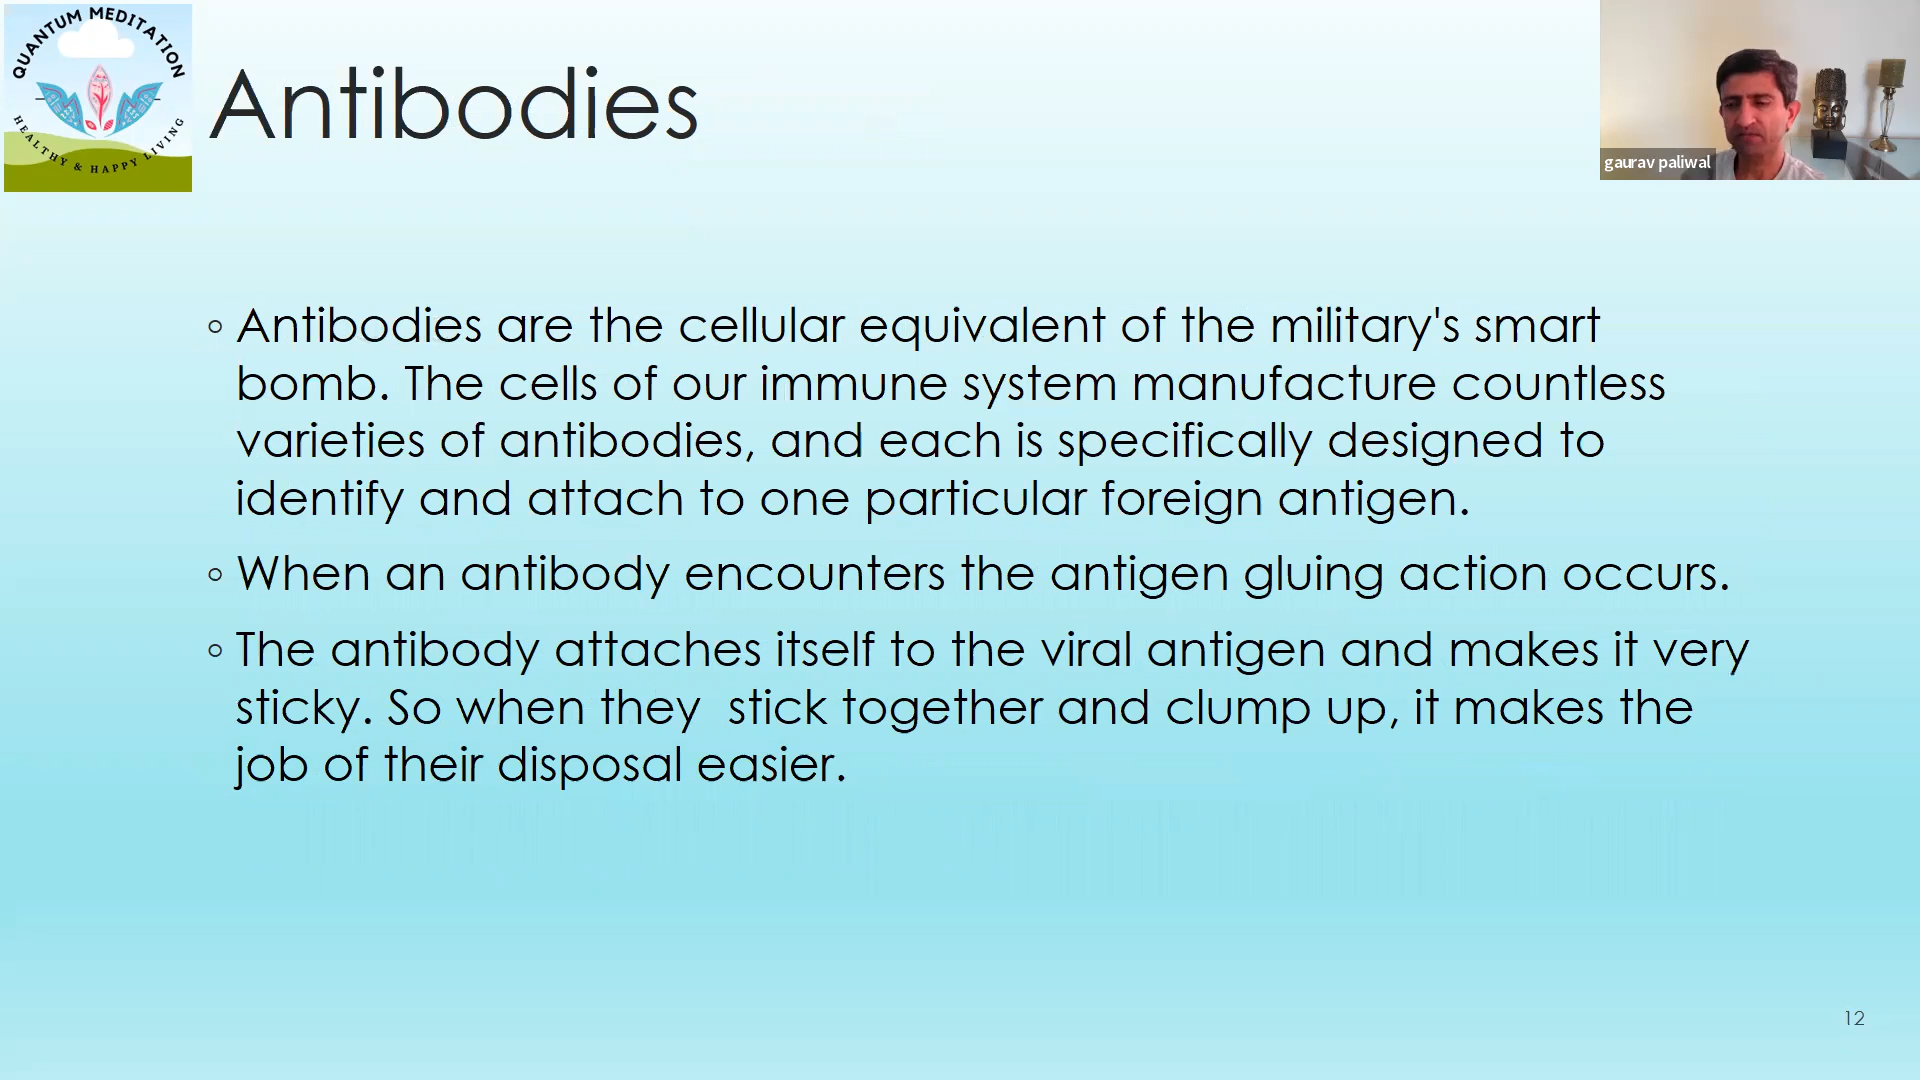 QUANTUM MEDITATION
HEALTHY & HAPPY LIVING
Antibodies
gaurav paliwal
◦ Antibodies are the cellular equivalent of the military's smart
bomb. The cells of our immune system manufacture countless
varieties of antibodies, and each is specifically designed to
identify and attach to one particular foreign antigen.
◦ When an antibody encounters the antigen gluing action occurs.
◦ The antibody attaches itself to the viral antigen and makes it very
sticky. So when they  stick together and clump up, it makes the
job of their disposal easier.
12